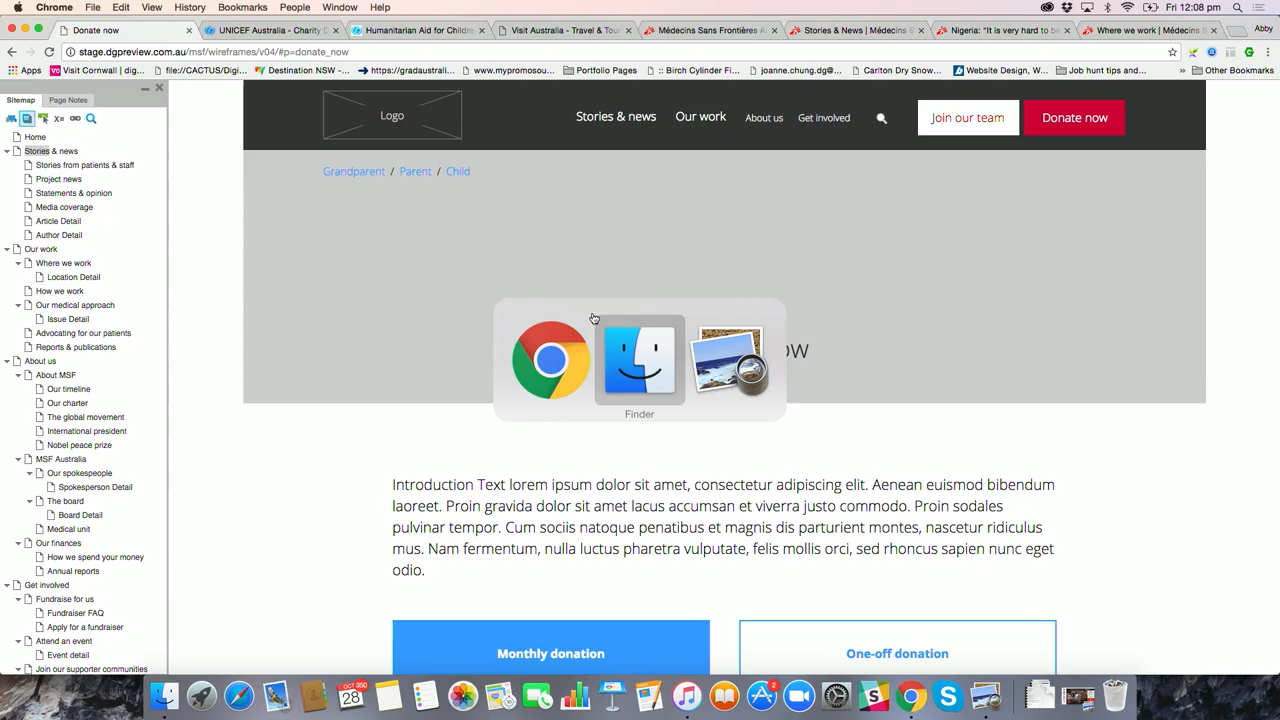 Chrome File Edit View History Bookmarks People Window Help Fri 12:08 pm
Donate now UNICEF Australia - Charity D Humanitarian Aid for Childre Visit Australia - Travel & Tou Médecins Sans Frontières A Stories & News | Médecins S Nigeria: "It is very hard to be Where we work | Médecins S Abby
stage.dgpreview.com.au/msf/wireframes/v04/#p=donate_now
Apps Visit Cornwall | dig... file://CACTUS/Digi... Destination NSW -... https://gradaustrali... www.mypromosou... Portfolio Pages :: Birch Cylinder Fi... joanne.chung.dg@... Carlton Dry Snow... Website Design, W... Job hunt tips and... » Other Bookmarks
Sitemap Page Notes
Home
Stories & news
Stories from patients & staff
Project news
Statements & opinion
Media coverage
Article Detail
Author Detail
Our work
Where we work
Location Detail
How we work
Our medical approach
Issue Detail
Advocating for our patients
Reports & publications
About us
About MSF
Our timeline
Our charter
The global movement
International president
Nobel peace prize
MSF Australia
Our spokespeople
Spokesperson Detail
The board
Board Detail
Medical unit
Our finances
How we spend your money
Annual reports
Get involved
Fundraise for us
Fundraiser FAQ
Apply for a fundraiser
Attend an event
Event detail
Join our supporter communities
Logo
Stories & news Our work About us Get involved Join our team Donate now
Grandparent / Parent / Child
ow
Finder
Introduction Text lorem ipsum dolor sit amet, consectetur adipiscing elit. Aenean euismod bibendum
laoreet. Proin gravida dolor sit amet lacus accumsan et viverra justo commodo. Proin sodales
pulvinar tempor. Cum sociis natoque penatibus et magnis dis parturient montes, nascetur ridiculus
mus. Nam fermentum, nulla luctus pharetra vulputate, felis mollis orci, sed rhoncus sapien nunc eget
odio.
Monthly donation One-off donation
OCT 28
2